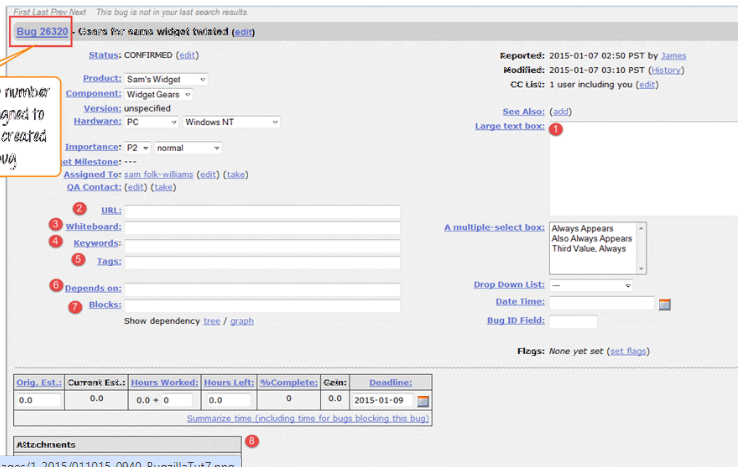 First Last Prev Next This bug is not in your last search results.
Bug 26320 - Gears for sams widget twisted (edit)
number
gned to
created
bug
Status: CONFIRMED (edit)
Product: Sam's Widget
Component: Widget Gears
Version: unspecified
Hardware: PC Windows NT
Importance: P2 normal
et Milestone: ---
Assigned To: sam folk-williams (edit) (take)
QA Contact: (edit) (take)
2 URL:
3 Whiteboard:
4 Keywords:
5 Tags:
6 Depends on:
7 Blocks:
Show dependency tree / graph
Reported: 2015-01-07 02:50 PST by James
Modified: 2015-01-07 03:10 PST (History)
CC List: 1 user including you (edit)
See Also: (add)
Large text box: 1
A multiple-select box: Always Appears
Also Always Appears
Third Value, Always
Drop Down List: ---
Date Time:
Bug ID Field:
Flags: None yet set (set flags)
Orig. Est.: Current Est.: Hours Worked: Hours Left: %Complete: Gain: Deadline:
0.0 0.0 0.0 + 0 0.0 0 0.0 2015-01-09
Summarize time (including time for bugs blocking this bug)
Attachments 8
ages/1-2015/011015_0940_BugzillaTut7.png